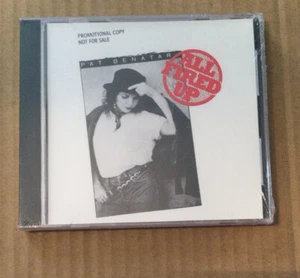 PROMOTIONAL COPY
NOT FOR SALE
PAT BENATAR
ALL
FIRED
UP